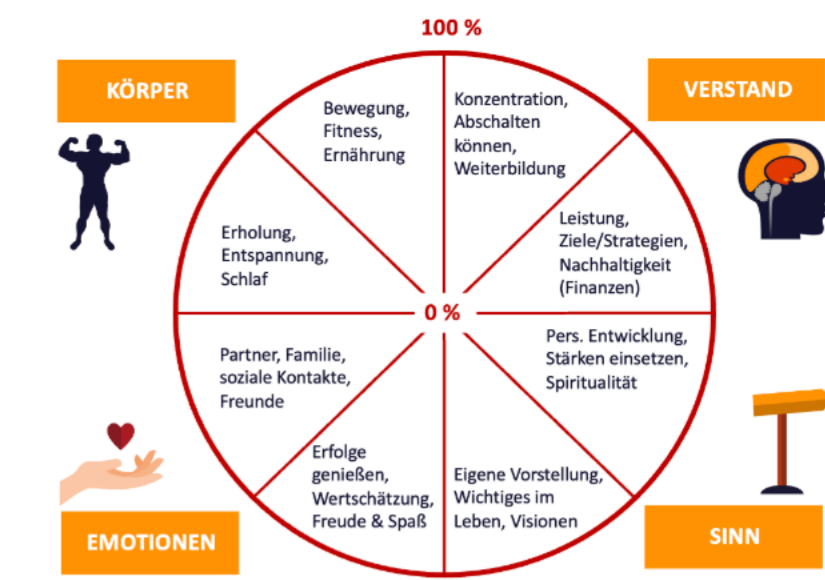 100 %
KÖRPER
VERSTAND
Bewegung,
Fitness,
Ernährung
Konzentration,
Abschalten
können,
Weiterbildung
Erholung,
Entspannung,
Schlaf
Leistung,
Ziele/Strategien,
Nachhaltigkeit
(Finanzen)
0 %
Partner, Familie,
soziale Kontakte,
Freunde
Pers. Entwicklung,
Stärken einsetzen,
Spiritualität
Erfolge
genießen,
Wertschätzung,
Freude & Spaß
Eigene Vorstellung,
Wichtiges im
Leben, Visionen
EMOTIONEN
SINN